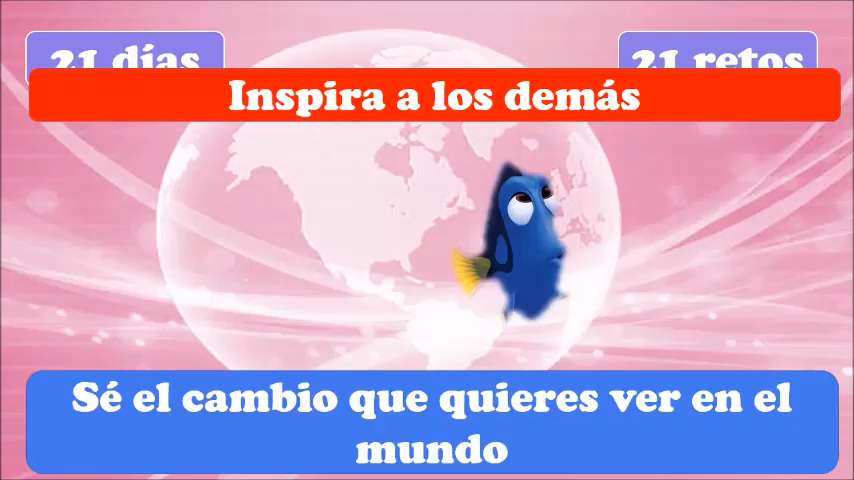 21 días
21 retos
Inspira a los demás
Sé el cambio que quieres ver en el
mundo